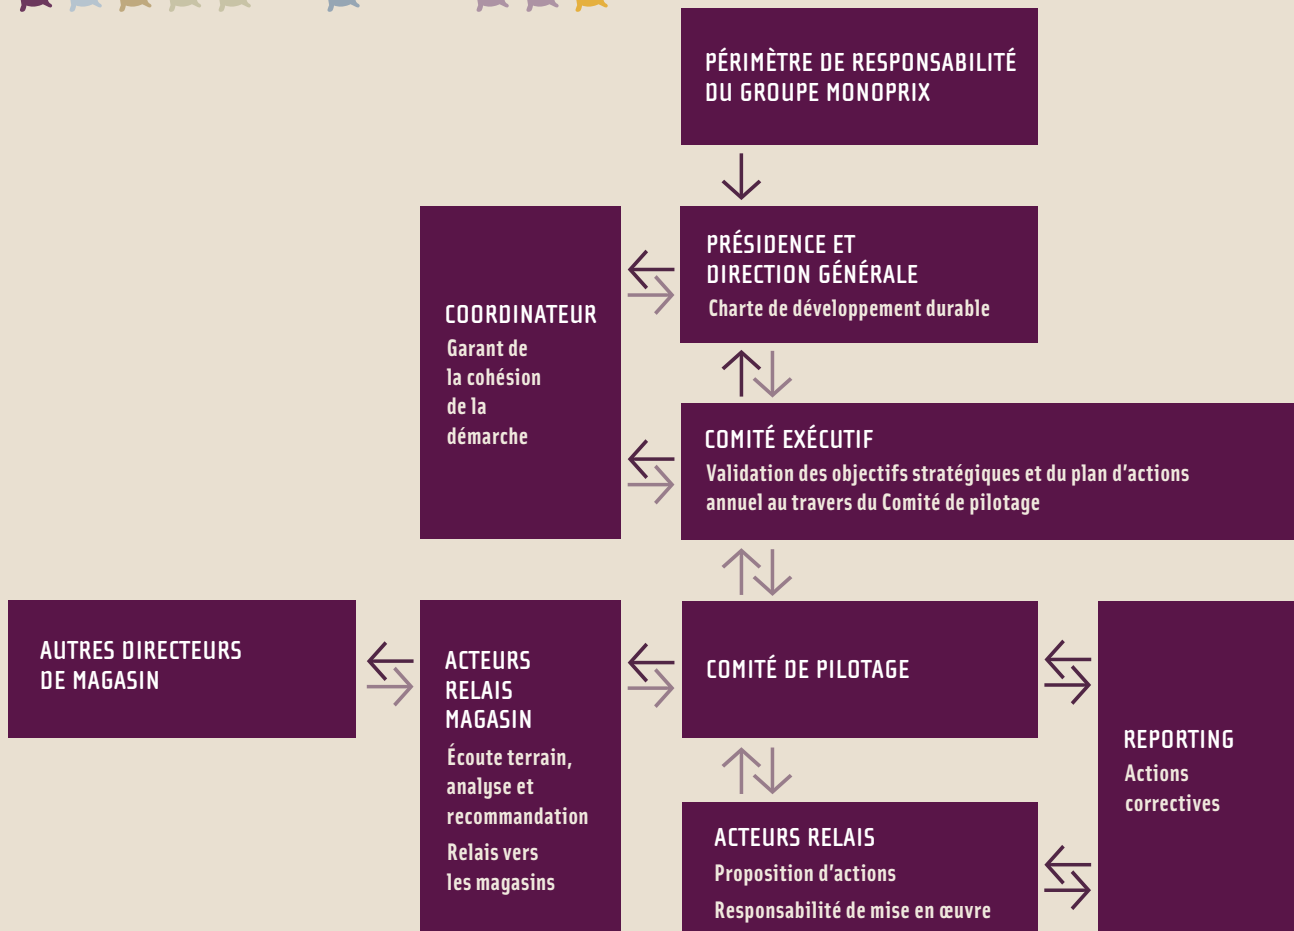 PÉRIMÈTRE DE RESPONSABILITÉ
DU GROUPE MONOPRIX
PRÉSIDENCE ET
DIRECTION GÉNÉRALE
Charte de développement durable
COORDINATEUR
Garant de
la cohésion
de la
démarche
COMITÉ EXÉCUTIF
Validation des objectifs stratégiques et du plan d’actions
annuel au travers du Comité de pilotage
AUTRES DIRECTEURS
DE MAGASIN
ACTEURS
RELAIS
MAGASIN
Écoute terrain,
analyse et
recommandation
Relais vers
les magasins
COMITÉ DE PILOTAGE
REPORTING
Actions
correctives
ACTEURS RELAIS
Proposition d’actions
Responsabilité de mise en œuvre